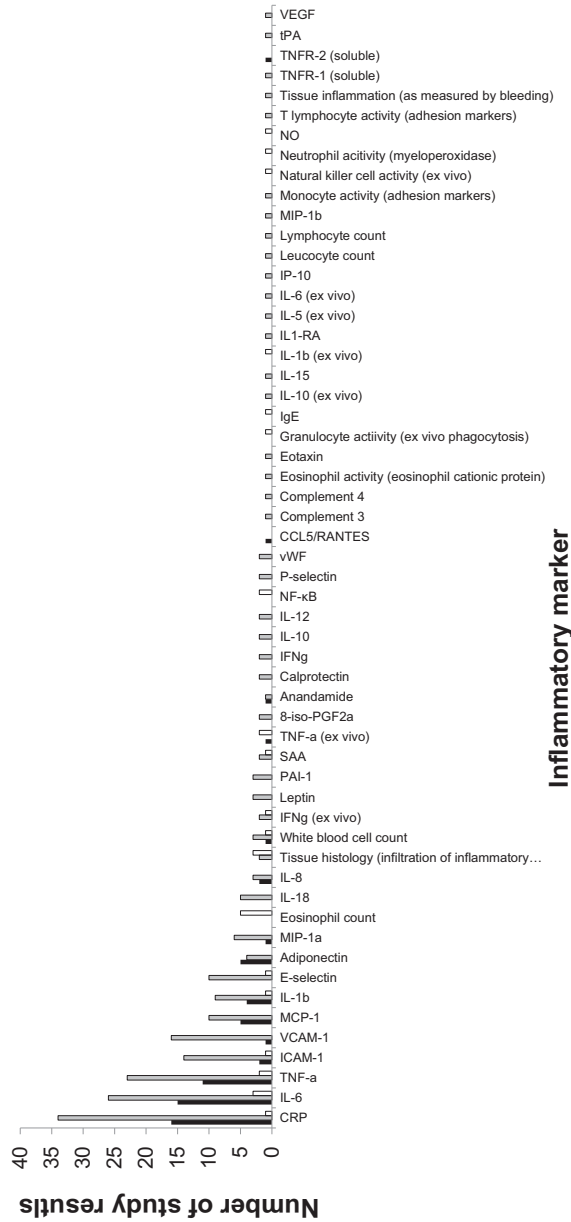 VEGF
tPA
TNFR-2 (soluble)
TNFR-1 (soluble)
Tissue inflammation (as measured by bleeding)
T lymphocyte activity (adhesion markers)
NO
Neutrophil acitivity (myeloperoxidase)
Natural killer cell activity (ex vivo)
Monocyte activity (adhesion markers)
MIP-1b
Lymphocyte count
Leucocyte count
IP-10
IL-6 (ex vivo)
IL-5 (ex vivo)
IL1-RA
IL-1b (ex vivo)
IL-15
IL-10 (ex vivo)
IgE
Granulocyte actiivity (ex vivo phagocytosis)
Eotaxin
Eosinophil activity (eosinophil cationic protein)
Complement 4
Complement 3
CCL5/RANTES
vWF
P-selectin
NF-κB
IL-12
IL-10
IFNg
Calprotectin
Anandamide
8-iso-PGF2a
TNF-a (ex vivo)
SAA
PAI-1
Leptin
IFNg (ex vivo)
White blood cell count
Tissue histology (infiltration of inflammatory…
IL-8
IL-18
Eosinophil count
MIP-1a
Adiponectin
E-selectin
IL-1b
MCP-1
VCAM-1
ICAM-1
TNF-a
IL-6
CRP
40
35
30
25
20
15
10
5
0
Number of study resutls
Inflammatory marker